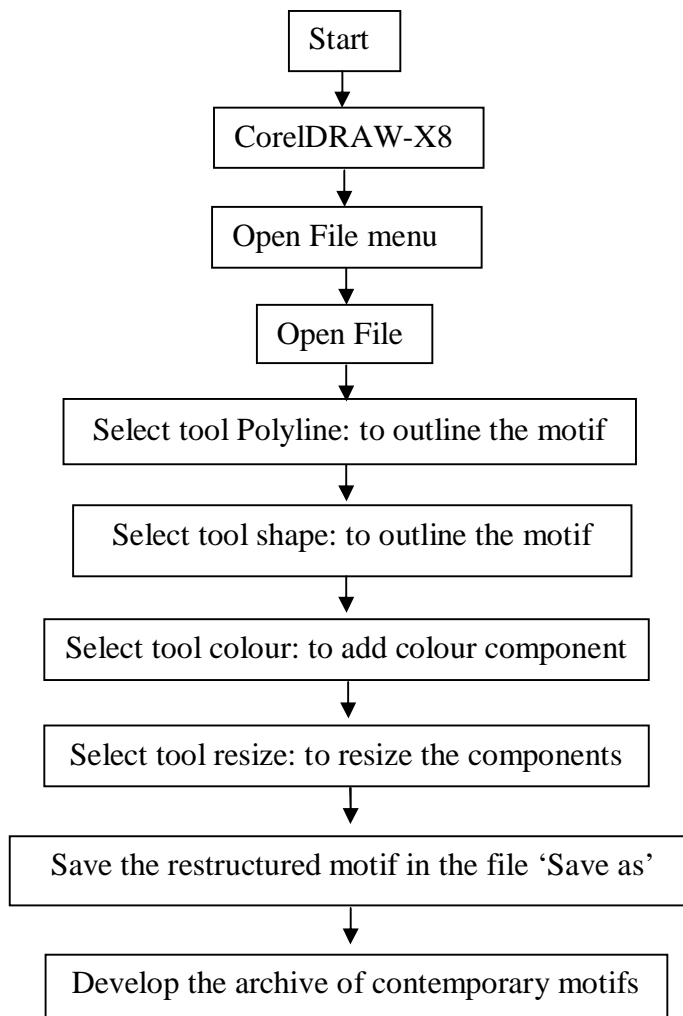 Start
CorelDRAW-X8
Open File menu
Open File
Select tool Polyline: to outline the motif
Select tool shape: to outline the motif
Select tool colour: to add colour component
Select tool resize: to resize the components
Save the restructured motif in the file ‘Save as’
Develop the archive of contemporary motifs